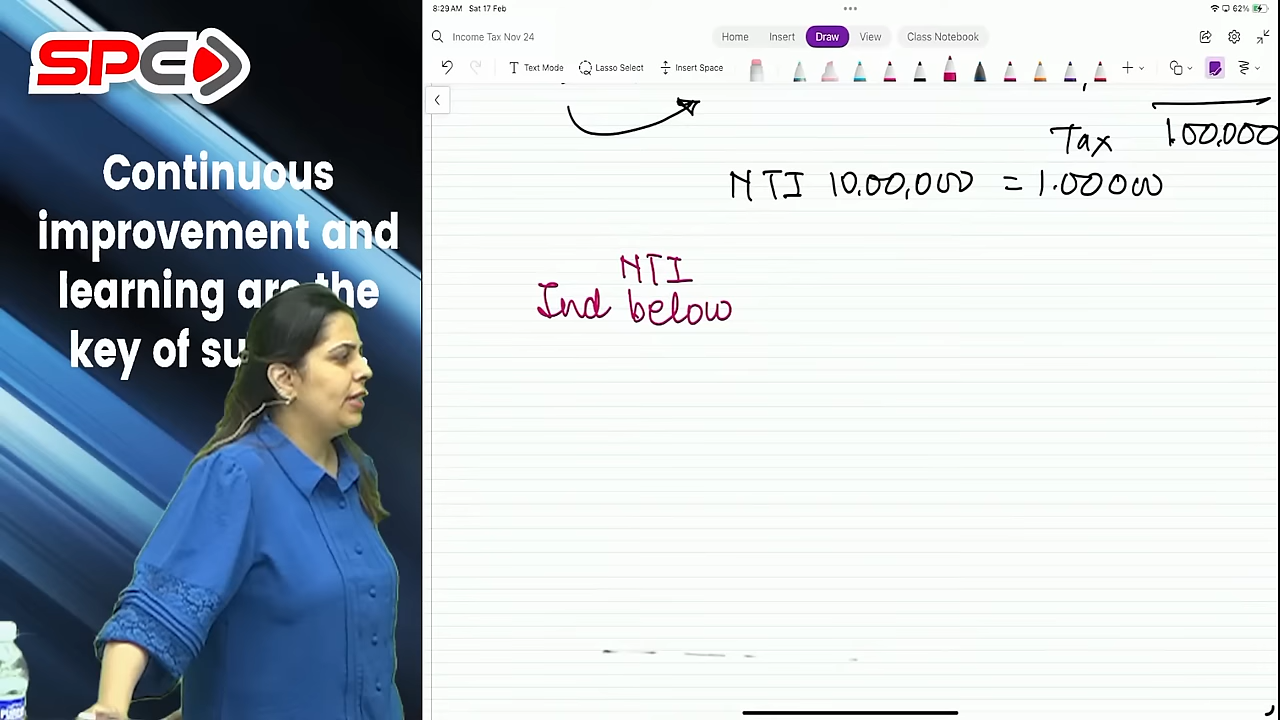 8:29 AM Sat 17 Feb
62%
SPE
Continuous
improvement and
learning are the
key of su
Income Tax Nov 24
Home Insert Draw View Class Notebook
Text Mode Lasso Select Insert Space
Tax 1.00,000
NTI 10.00,000 = 1.00000
NTI
Ind below